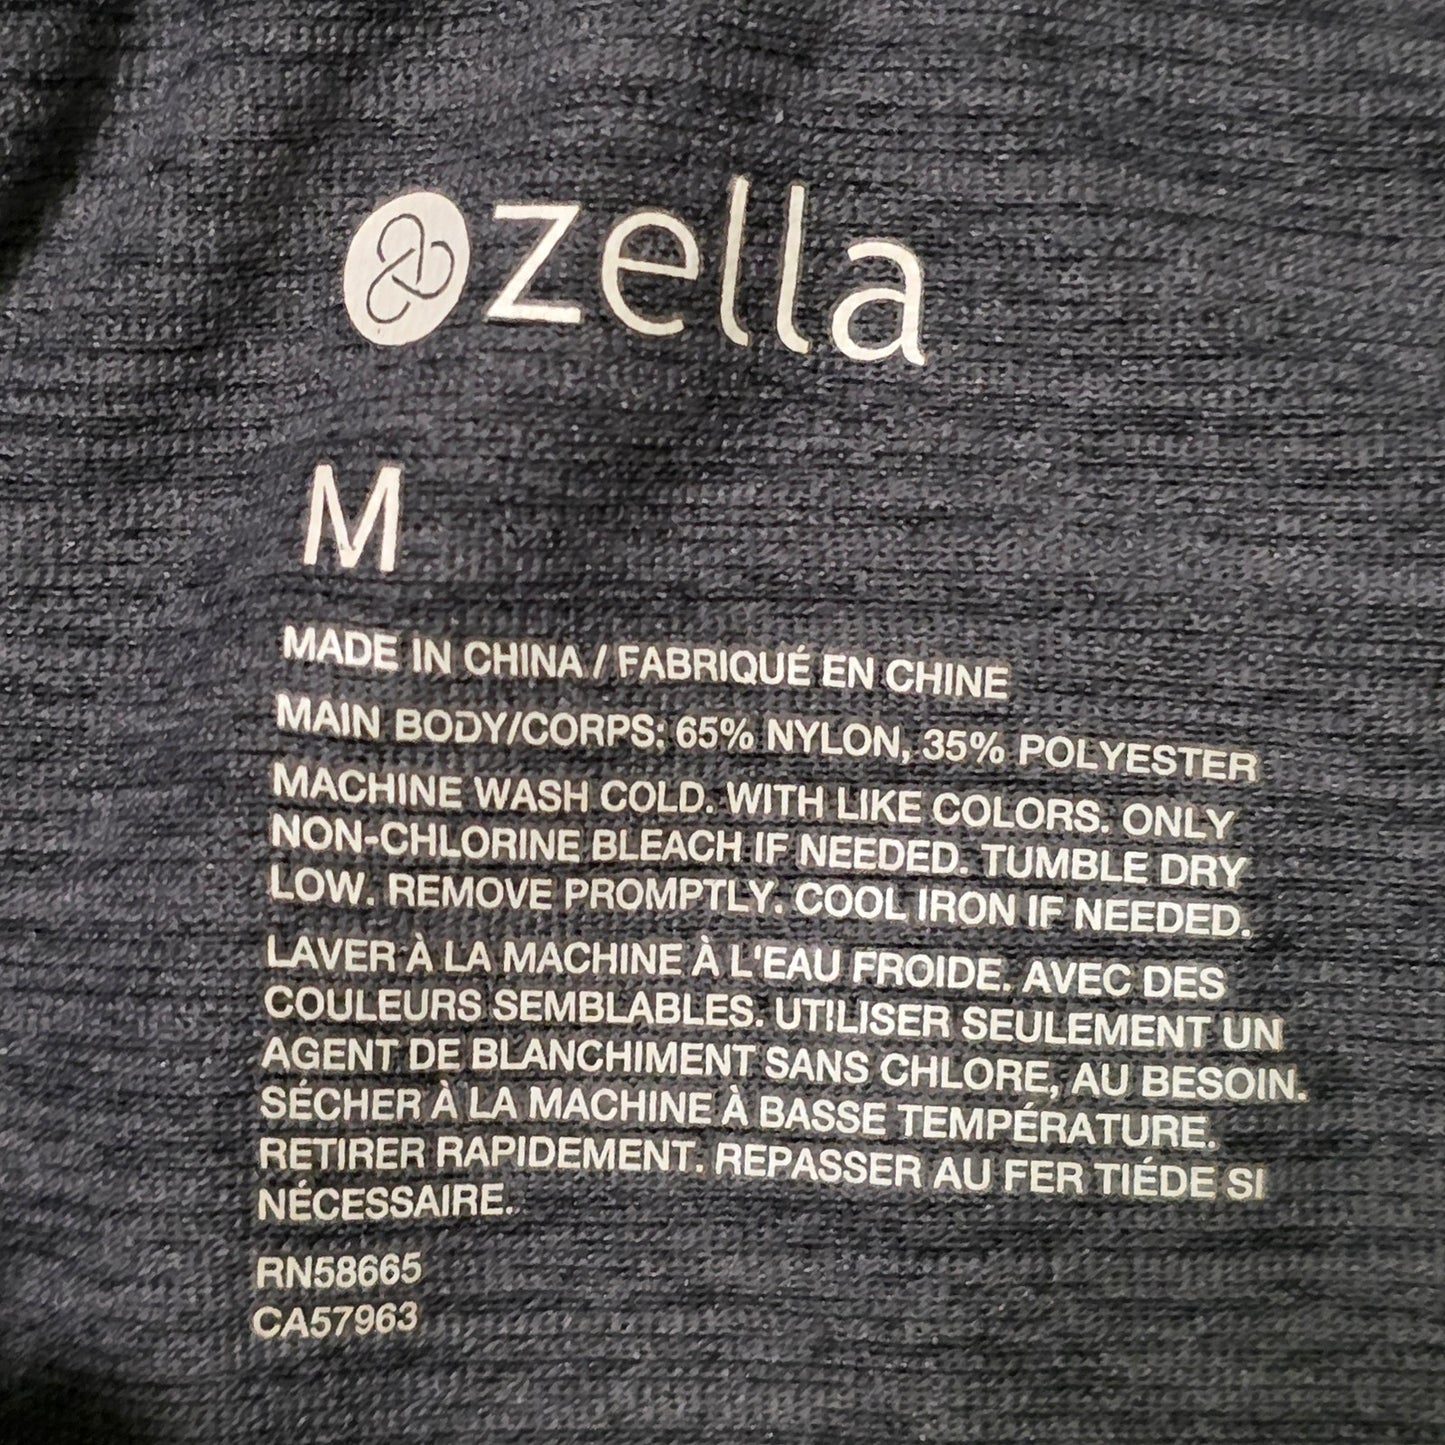 zella
M
MADE IN CHINA / FABRIQUÉ EN CHINE
MAIN BODY/CORPS: 65% NYLON, 35% POLYESTER
MACHINE WASH COLD. WITH LIKE COLORS. ONLY
NON-CHLORINE BLEACH IF NEEDED. TUMBLE DRY
LOW. REMOVE PROMPTLY. COOL IRON IF NEEDED.
LAVER À LA MACHINE À L'EAU FROIDE. AVEC DES
COULEURS SEMBLABLES. UTILISER SEULEMENT UN
AGENT DE BLANCHIMENT SANS CHLORE, AU BESOIN.
SÉCHER À LA MACHINE À BASSE TEMPÉRATURE.
RETIRER RAPIDEMENT. REPASSER AU FER TIÉDE SI
NÉCESSAIRE.
RN58665
CA57963